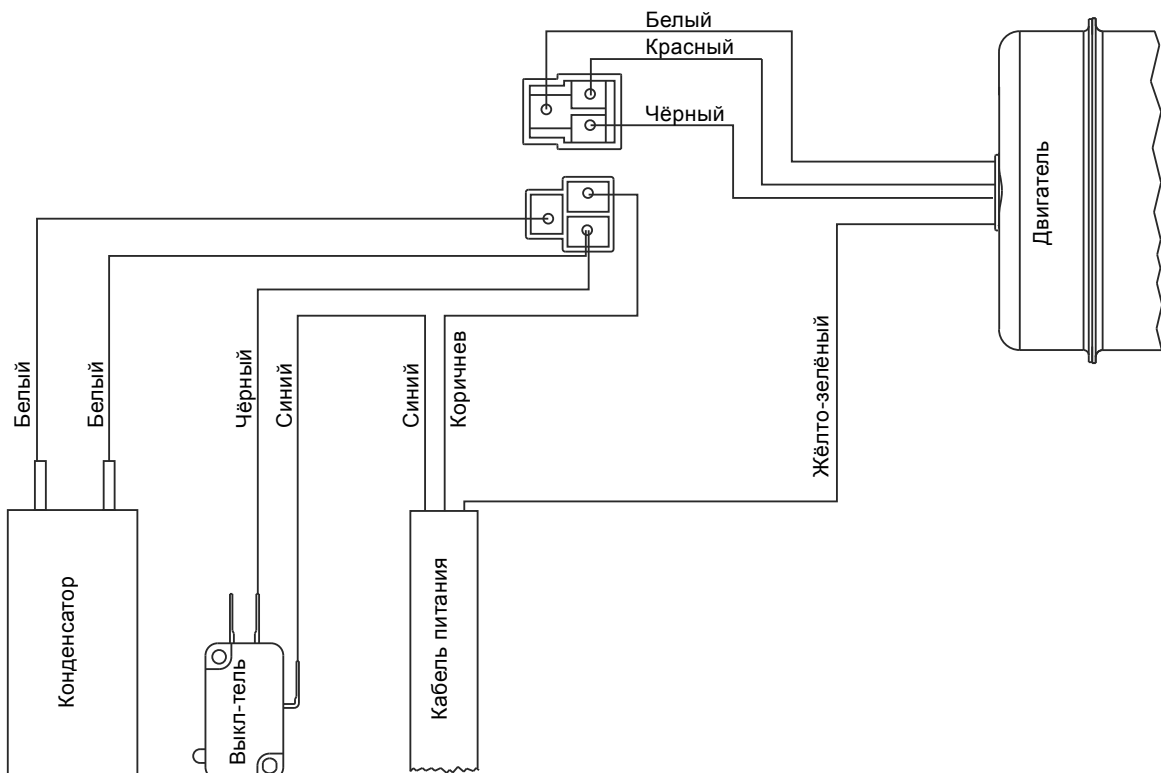 Белый
Красный
Чёрный
Двигатель
Белый
Белый
Чёрный
Синий
Синий
Коричнев
Жёлто-зелёный
Конденсатор
Выкл-тель
Кабель питания